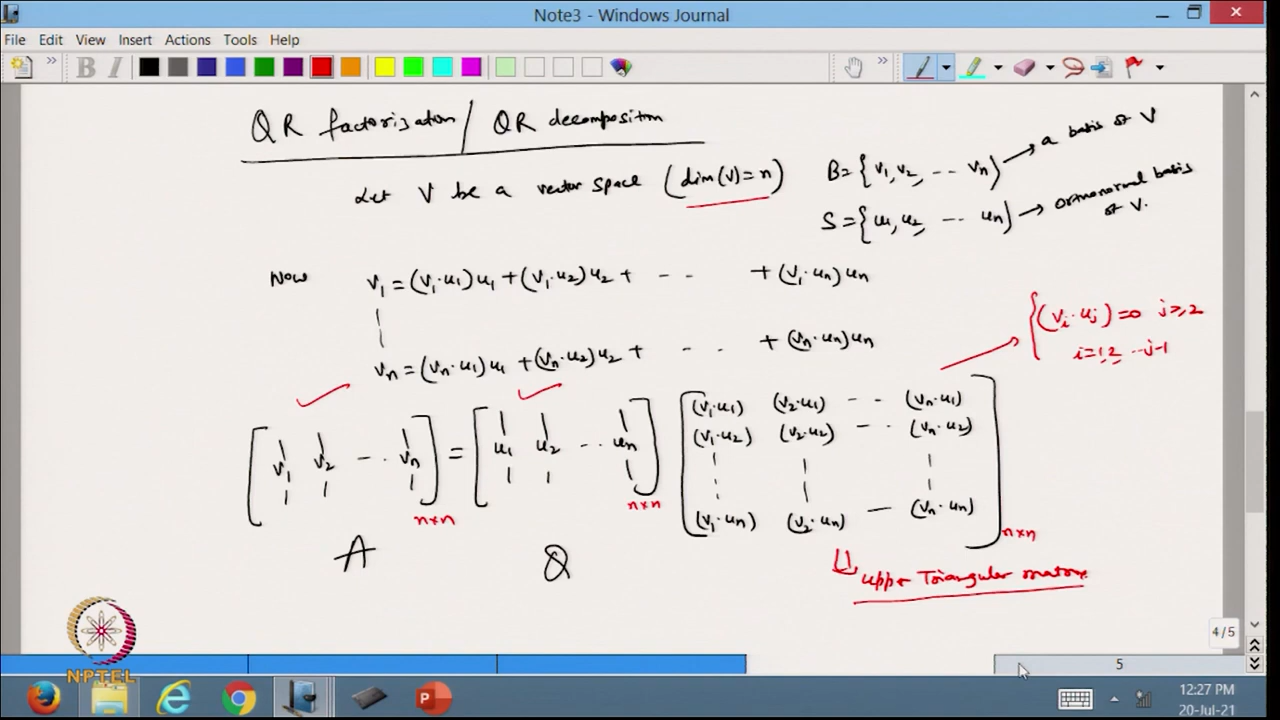 Note3 - Windows Journal
File Edit View Insert Actions Tools Help
B I
QR factorization / QR decomposition
Let V be a vector space (dim(V)=n)
B={v₁,v₂, -- vₙ} → a basis of V
S={u₁,u₂, -- uₙ} → orthonormal basis of V.
Now v₁=(v₁·u₁)u₁+(v₁·u₂)u₂+ -- +(v₁·uₙ)uₙ
vₙ=(vₙ·u₁)u₁+(vₙ·u₂)u₂+ -- +(vₙ·uₙ)uₙ
{(vᵢ·uⱼ)=0 j≥2
i=1,2 --j-1
[v₁ v₂ -- vₙ] n×n = [u₁ u₂ -- uₙ] n×n
[(v₁·u₁) (v₂·u₁) -- (vₙ·u₁)
(v₁·u₂) (v₂·u₂) -- (vₙ·u₂)
(v₁·uₙ) (v₂·uₙ) — (vₙ·uₙ)] n×n
A Q
⇓ upper Triangular matrix
NPTEL
4/5
5
12:27 PM
20-Jul-21